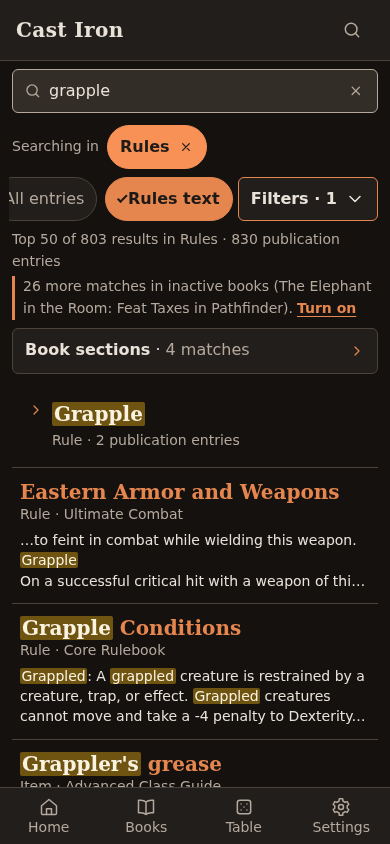 Cast Iron
grapple
Searching in Rules
All entries Rules text Filters · 1
Top 50 of 803 results in Rules · 830 publication
entries
26 more matches in inactive books (The Elephant
in the Room: Feat Taxes in Pathfinder). Turn on
Book sections · 4 matches
Grapple
Rule · 2 publication entries
Eastern Armor and Weapons
Rule · Ultimate Combat
…to feint in combat while wielding this weapon.
Grapple
On a successful critical hit with a weapon of thi…
Grapple Conditions
Rule · Core Rulebook
Grappled: A grappled creature is restrained by a
creature, trap, or effect. Grappled creatures
cannot move and take a -4 penalty to Dexterity…
Grappler's grease
Item · Advanced Class Guide
Home Books Table Settings